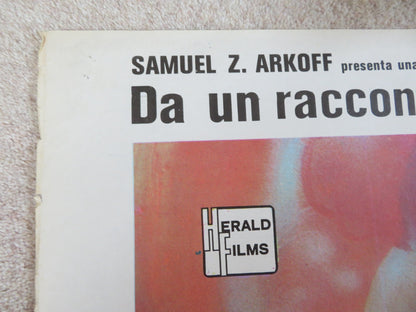 SAMUEL Z. ARKOFF presenta una
Da un raccon
HERALD
FILMS